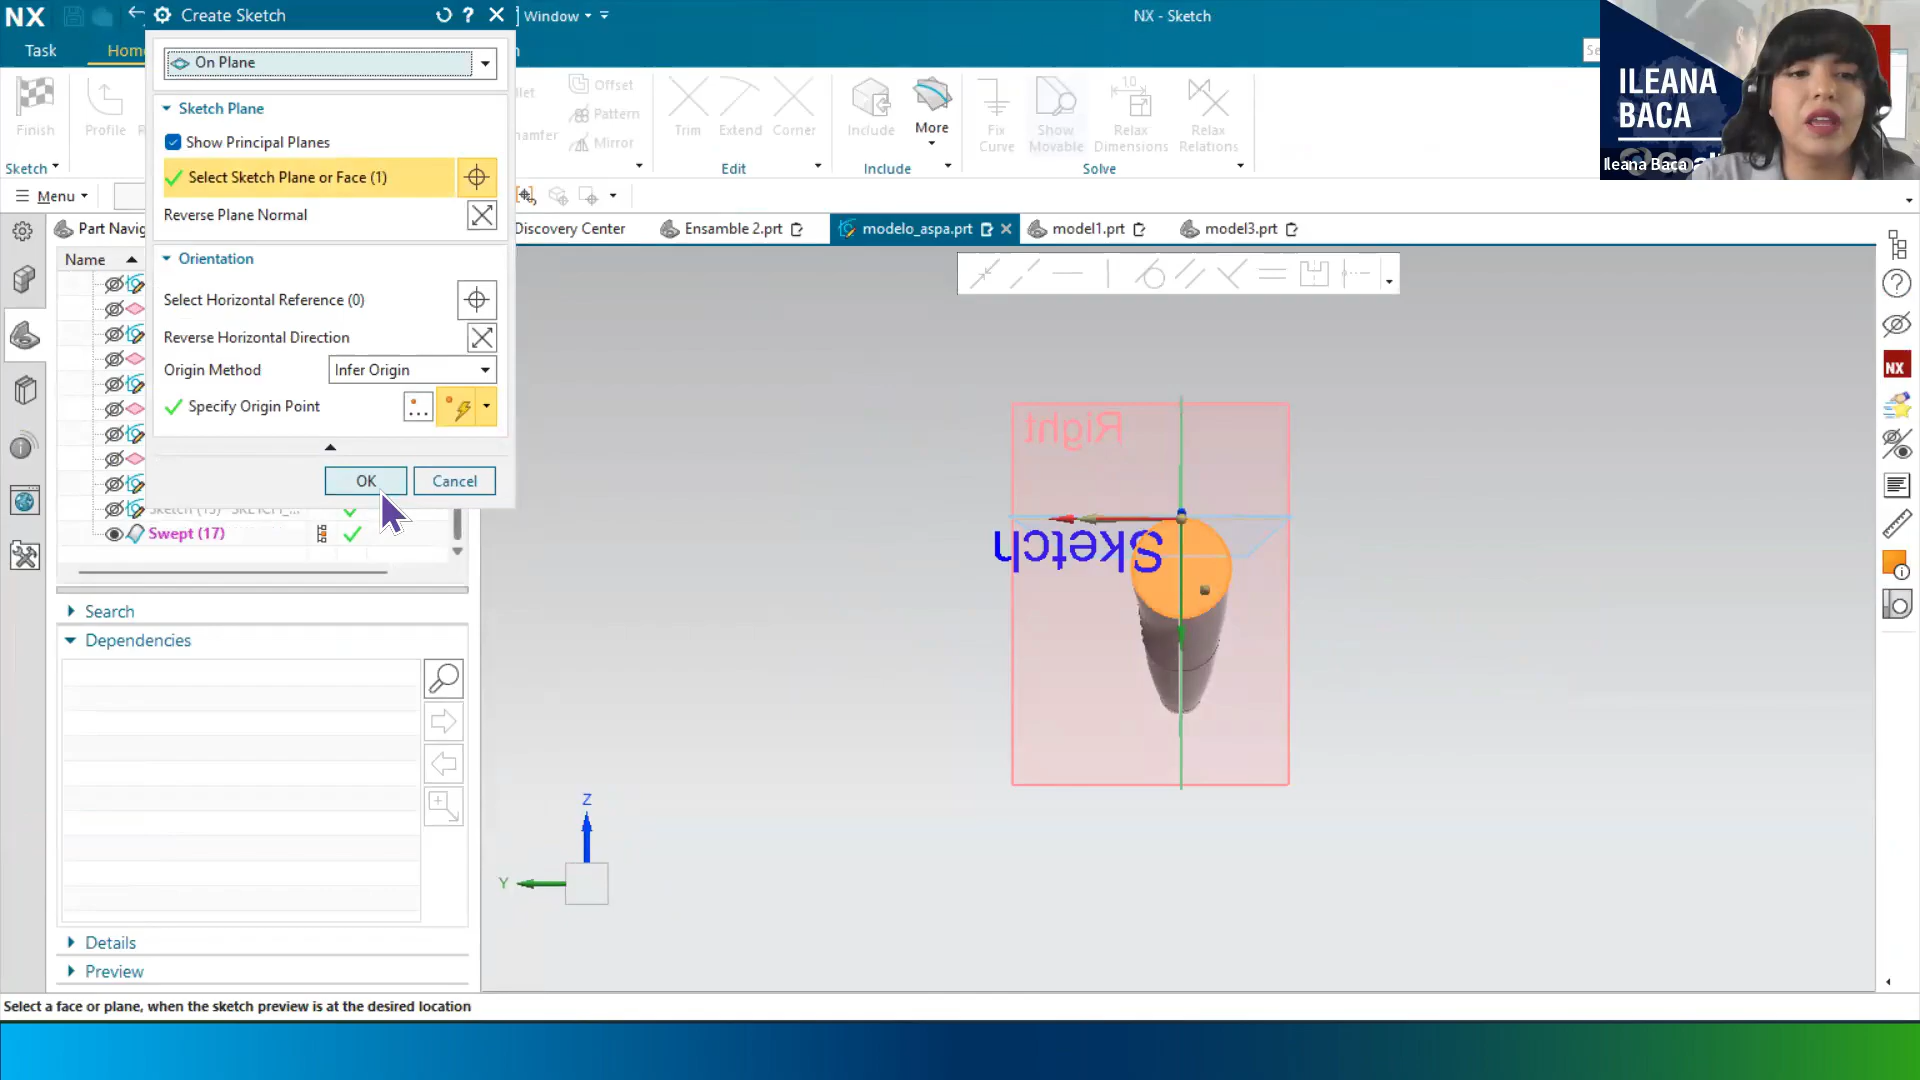 NX
Create Sketch
?
Window
NX - Sketch
Task
Home
On Plane
Sketch Plane
Show Principal Planes
Select Sketch Plane or Face (1)
Reverse Plane Normal
Orientation
Select Horizontal Reference (0)
Reverse Horizontal Direction
Origin Method
Infer Origin
Specify Origin Point
OK
Cancel
Finish
Profile
Sketch
Offset
Pattern
Mirror
Trim
Extend
Corner
Edit
Include
More
Include
Fix
Curve
Show
Movable
10
Relax
Dimensions
Relax
Relations
Solve
Menu
ILEANA
BACA
Ileana Baca
Part Navig
Discovery Center
Ensable 2.prt
modelo_aspa.prt
model1.prt
model3.prt
Name
Swept (17)
Search
Dependencies
Details
Preview
Right
Sketch
Z
Y
NX
Select a face or plane, when the sketch preview is at the desired location